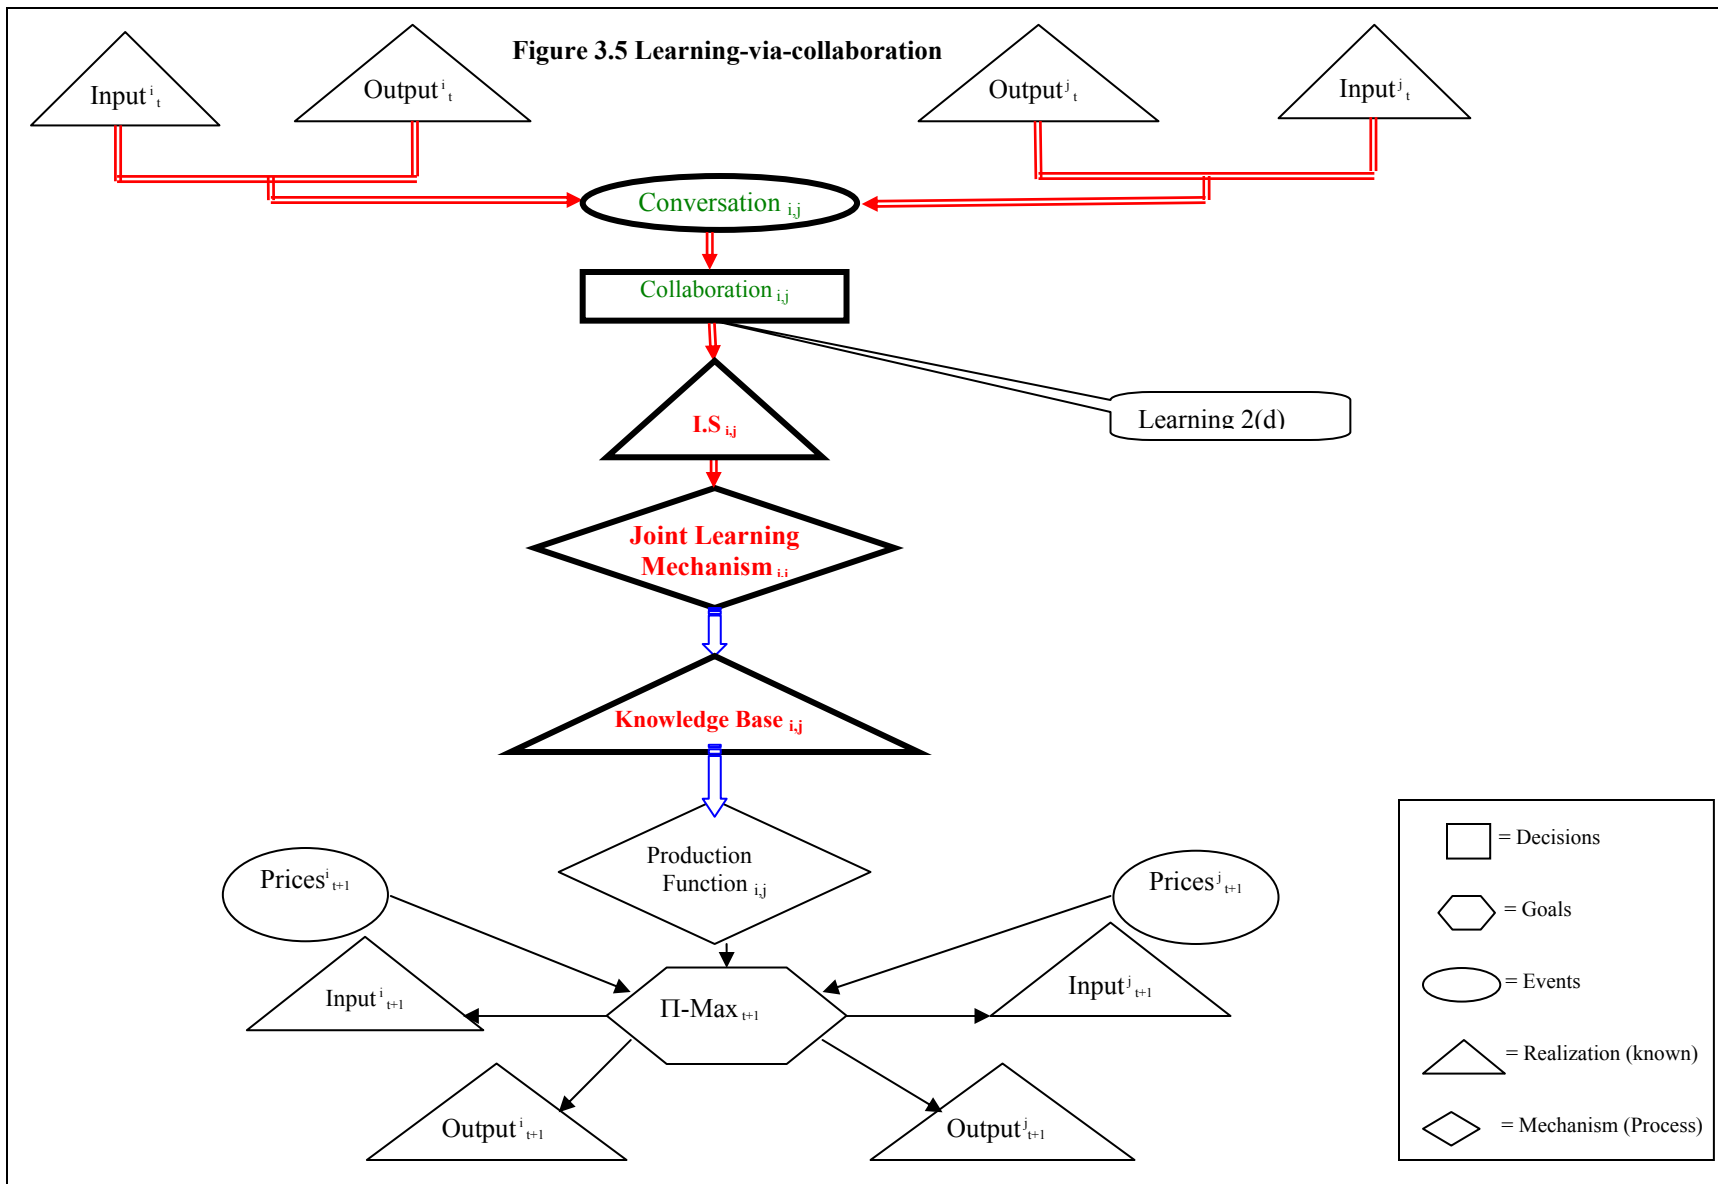 Figure 3.5 Learning-via-collaboration
Input i t
Output i t
Output j t
Input j t
Conversation i,j
Collaboration i,j
I.S i,j
Learning 2(d)
Joint Learning
Mechanism i,j
Knowledge Base i,j
Production
Function i,j
Prices i t+1
Prices j t+1
Input i t+1
Π-Max t+1
Input j t+1
Output i t+1
Output j t+1
= Decisions
= Goals
= Events
= Realization (known)
= Mechanism (Process)